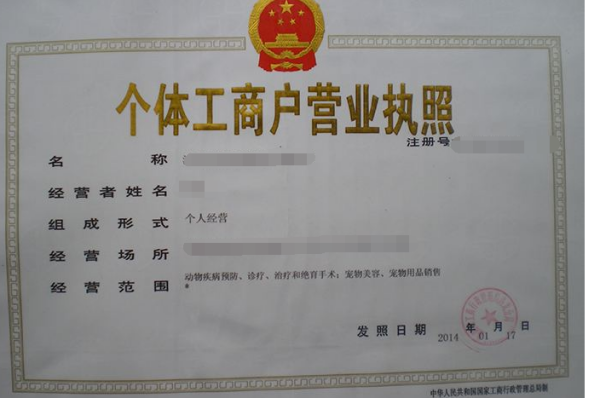 个体工商户营业执照
注册号
名称
经营者姓名
组成形式 个人经营
经营场所
经营范围 动物疾病预防、诊疗、治疗和绝育手术；宠物美容、宠物用品销售
*
发照日期 2014 年 01 月 17 日
中华人民共和国国家工商行政管理总局制